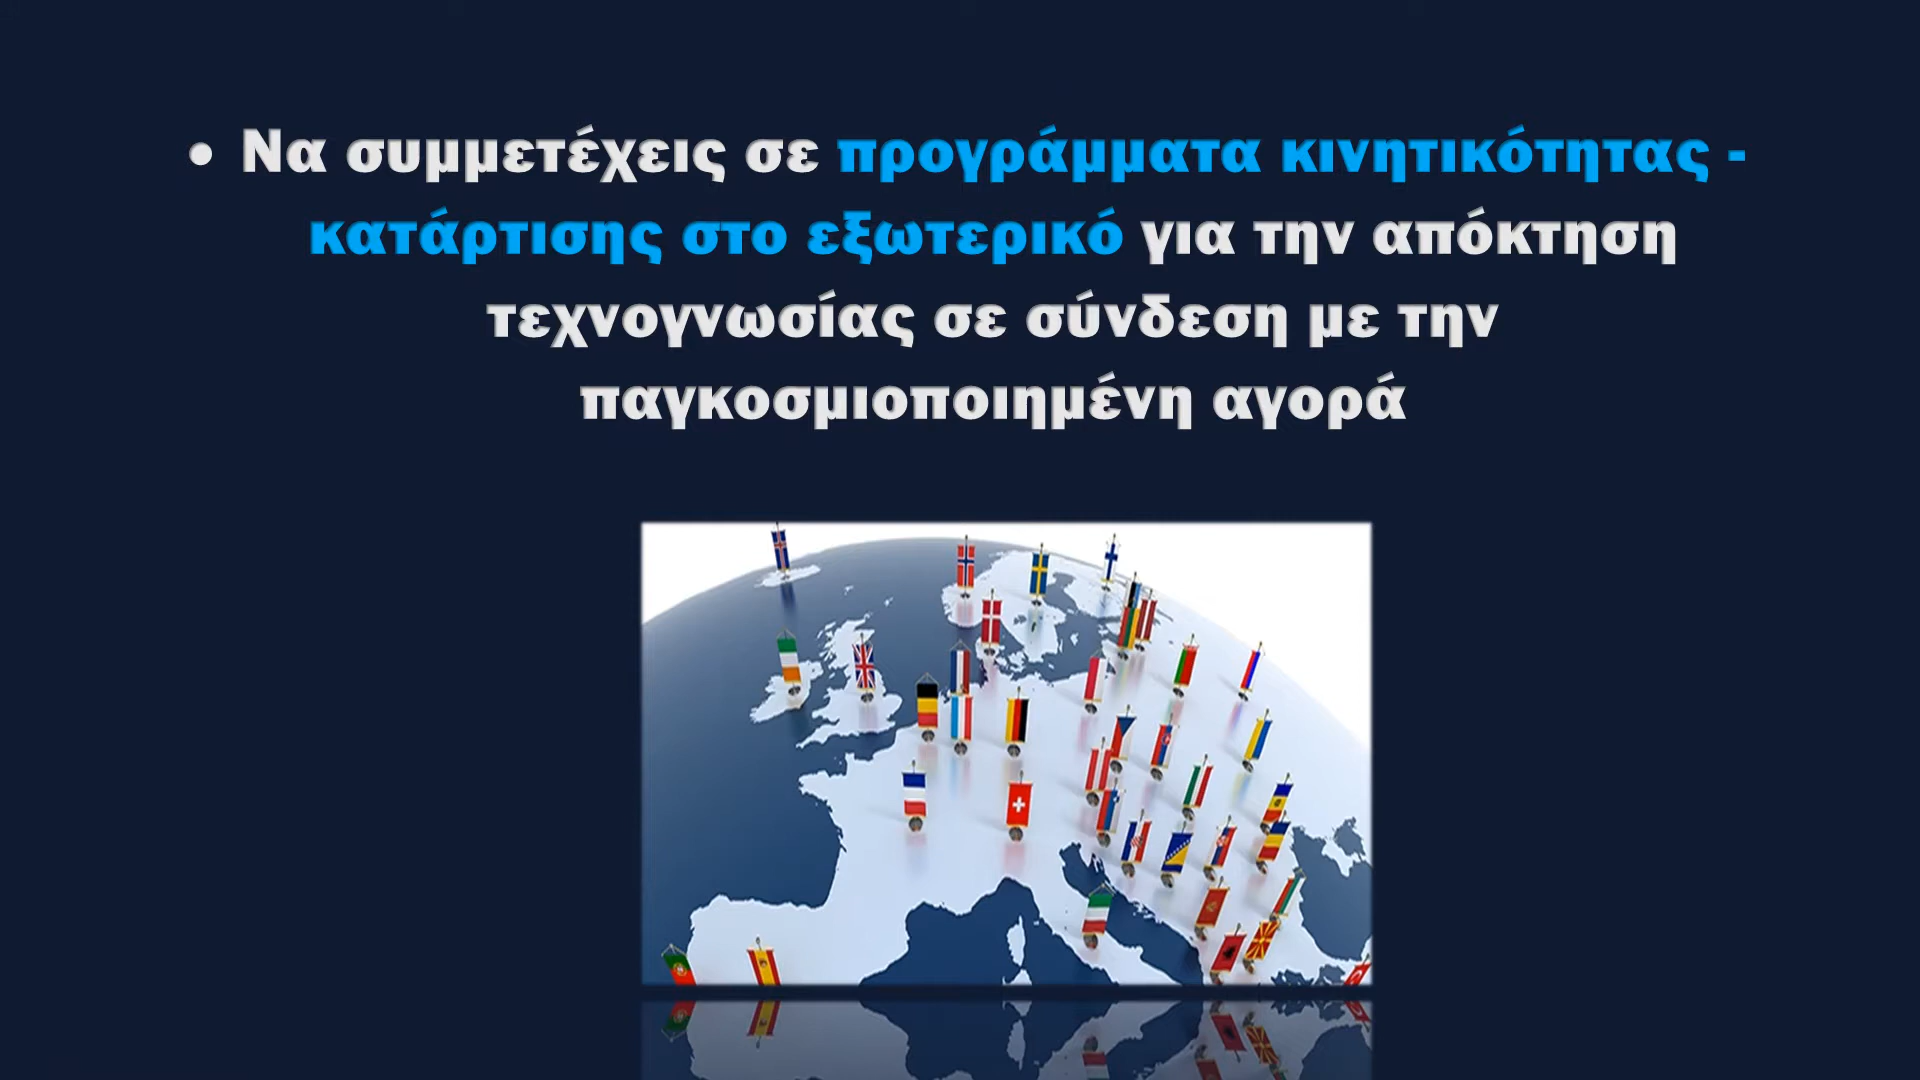 • Να συμμετέχεις σε προγράμματα κινητικότητας -
κατάρτισης στο εξωτερικό για την απόκτηση
τεχνογνωσίας σε σύνδεση με την
παγκοσμιοποιημένη αγορά